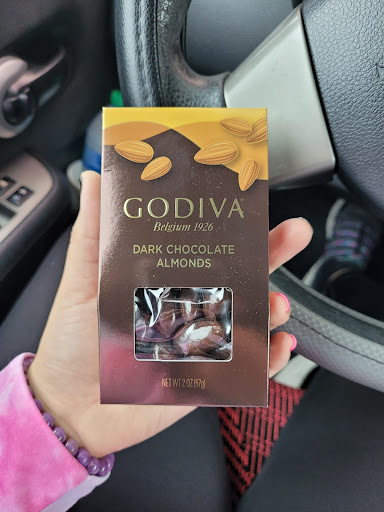 GODIVA
Belgium 1926
DARK CHOCOLATE
ALMONDS
NET WT 2 OZ (57g)